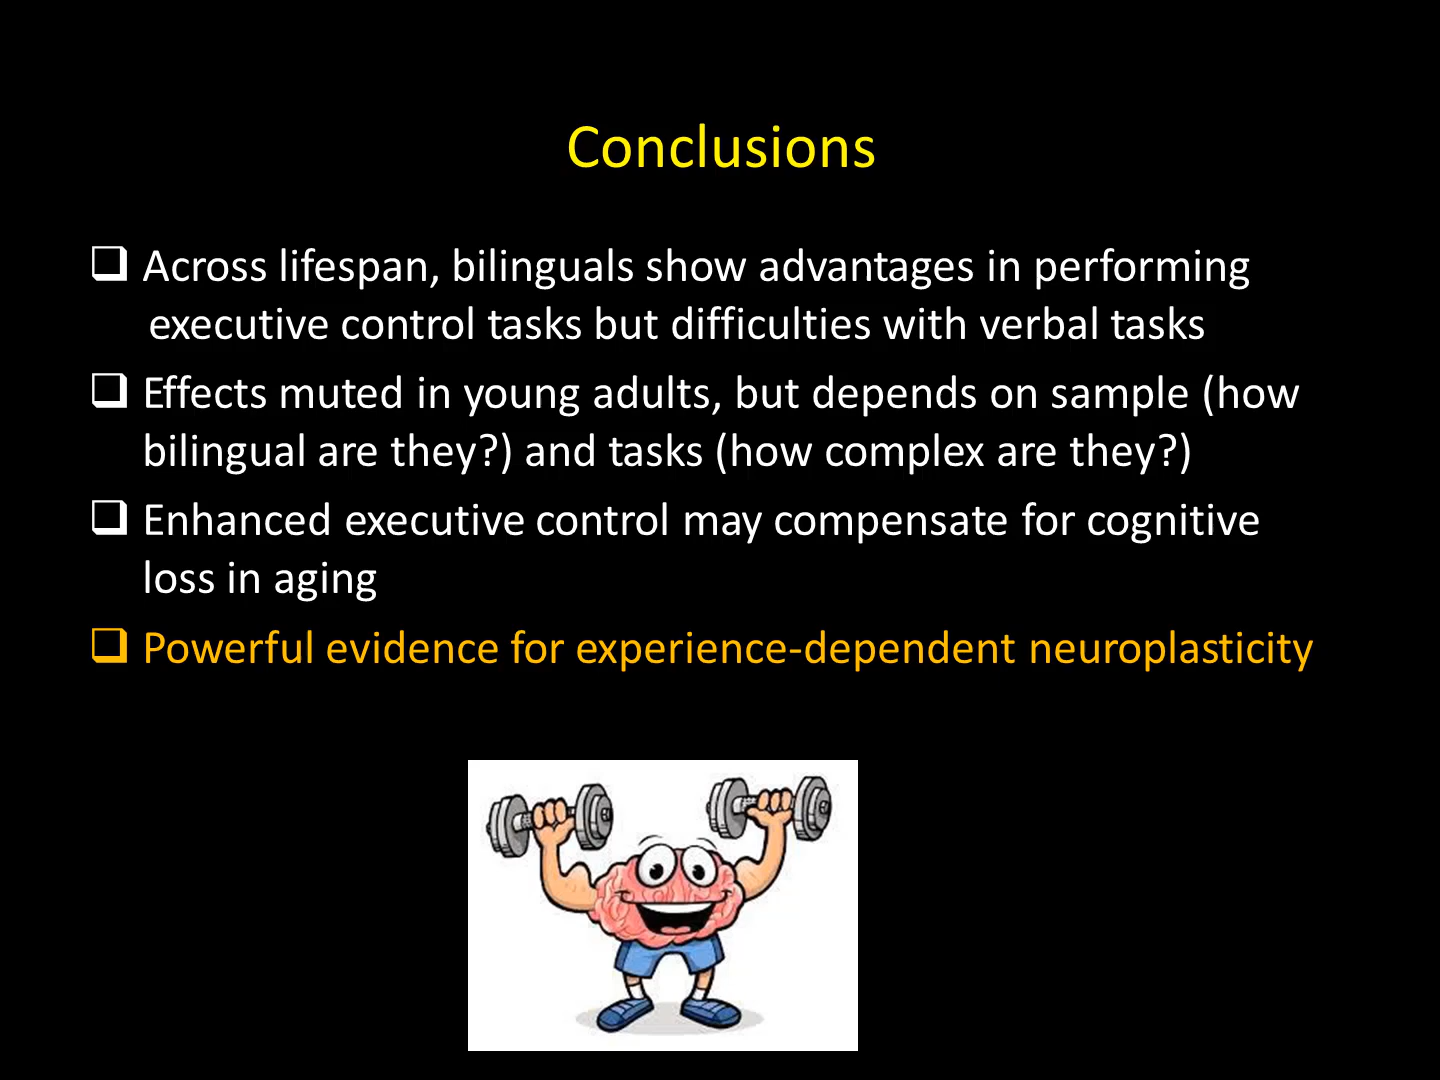 Conclusions
❑ Across lifespan, bilinguals show advantages in performing
executive control tasks but difficulties with verbal tasks
❑ Effects muted in young adults, but depends on sample (how
bilingual are they?) and tasks (how complex are they?)
❑ Enhanced executive control may compensate for cognitive
loss in aging
❑ Powerful evidence for experience-dependent neuroplasticity